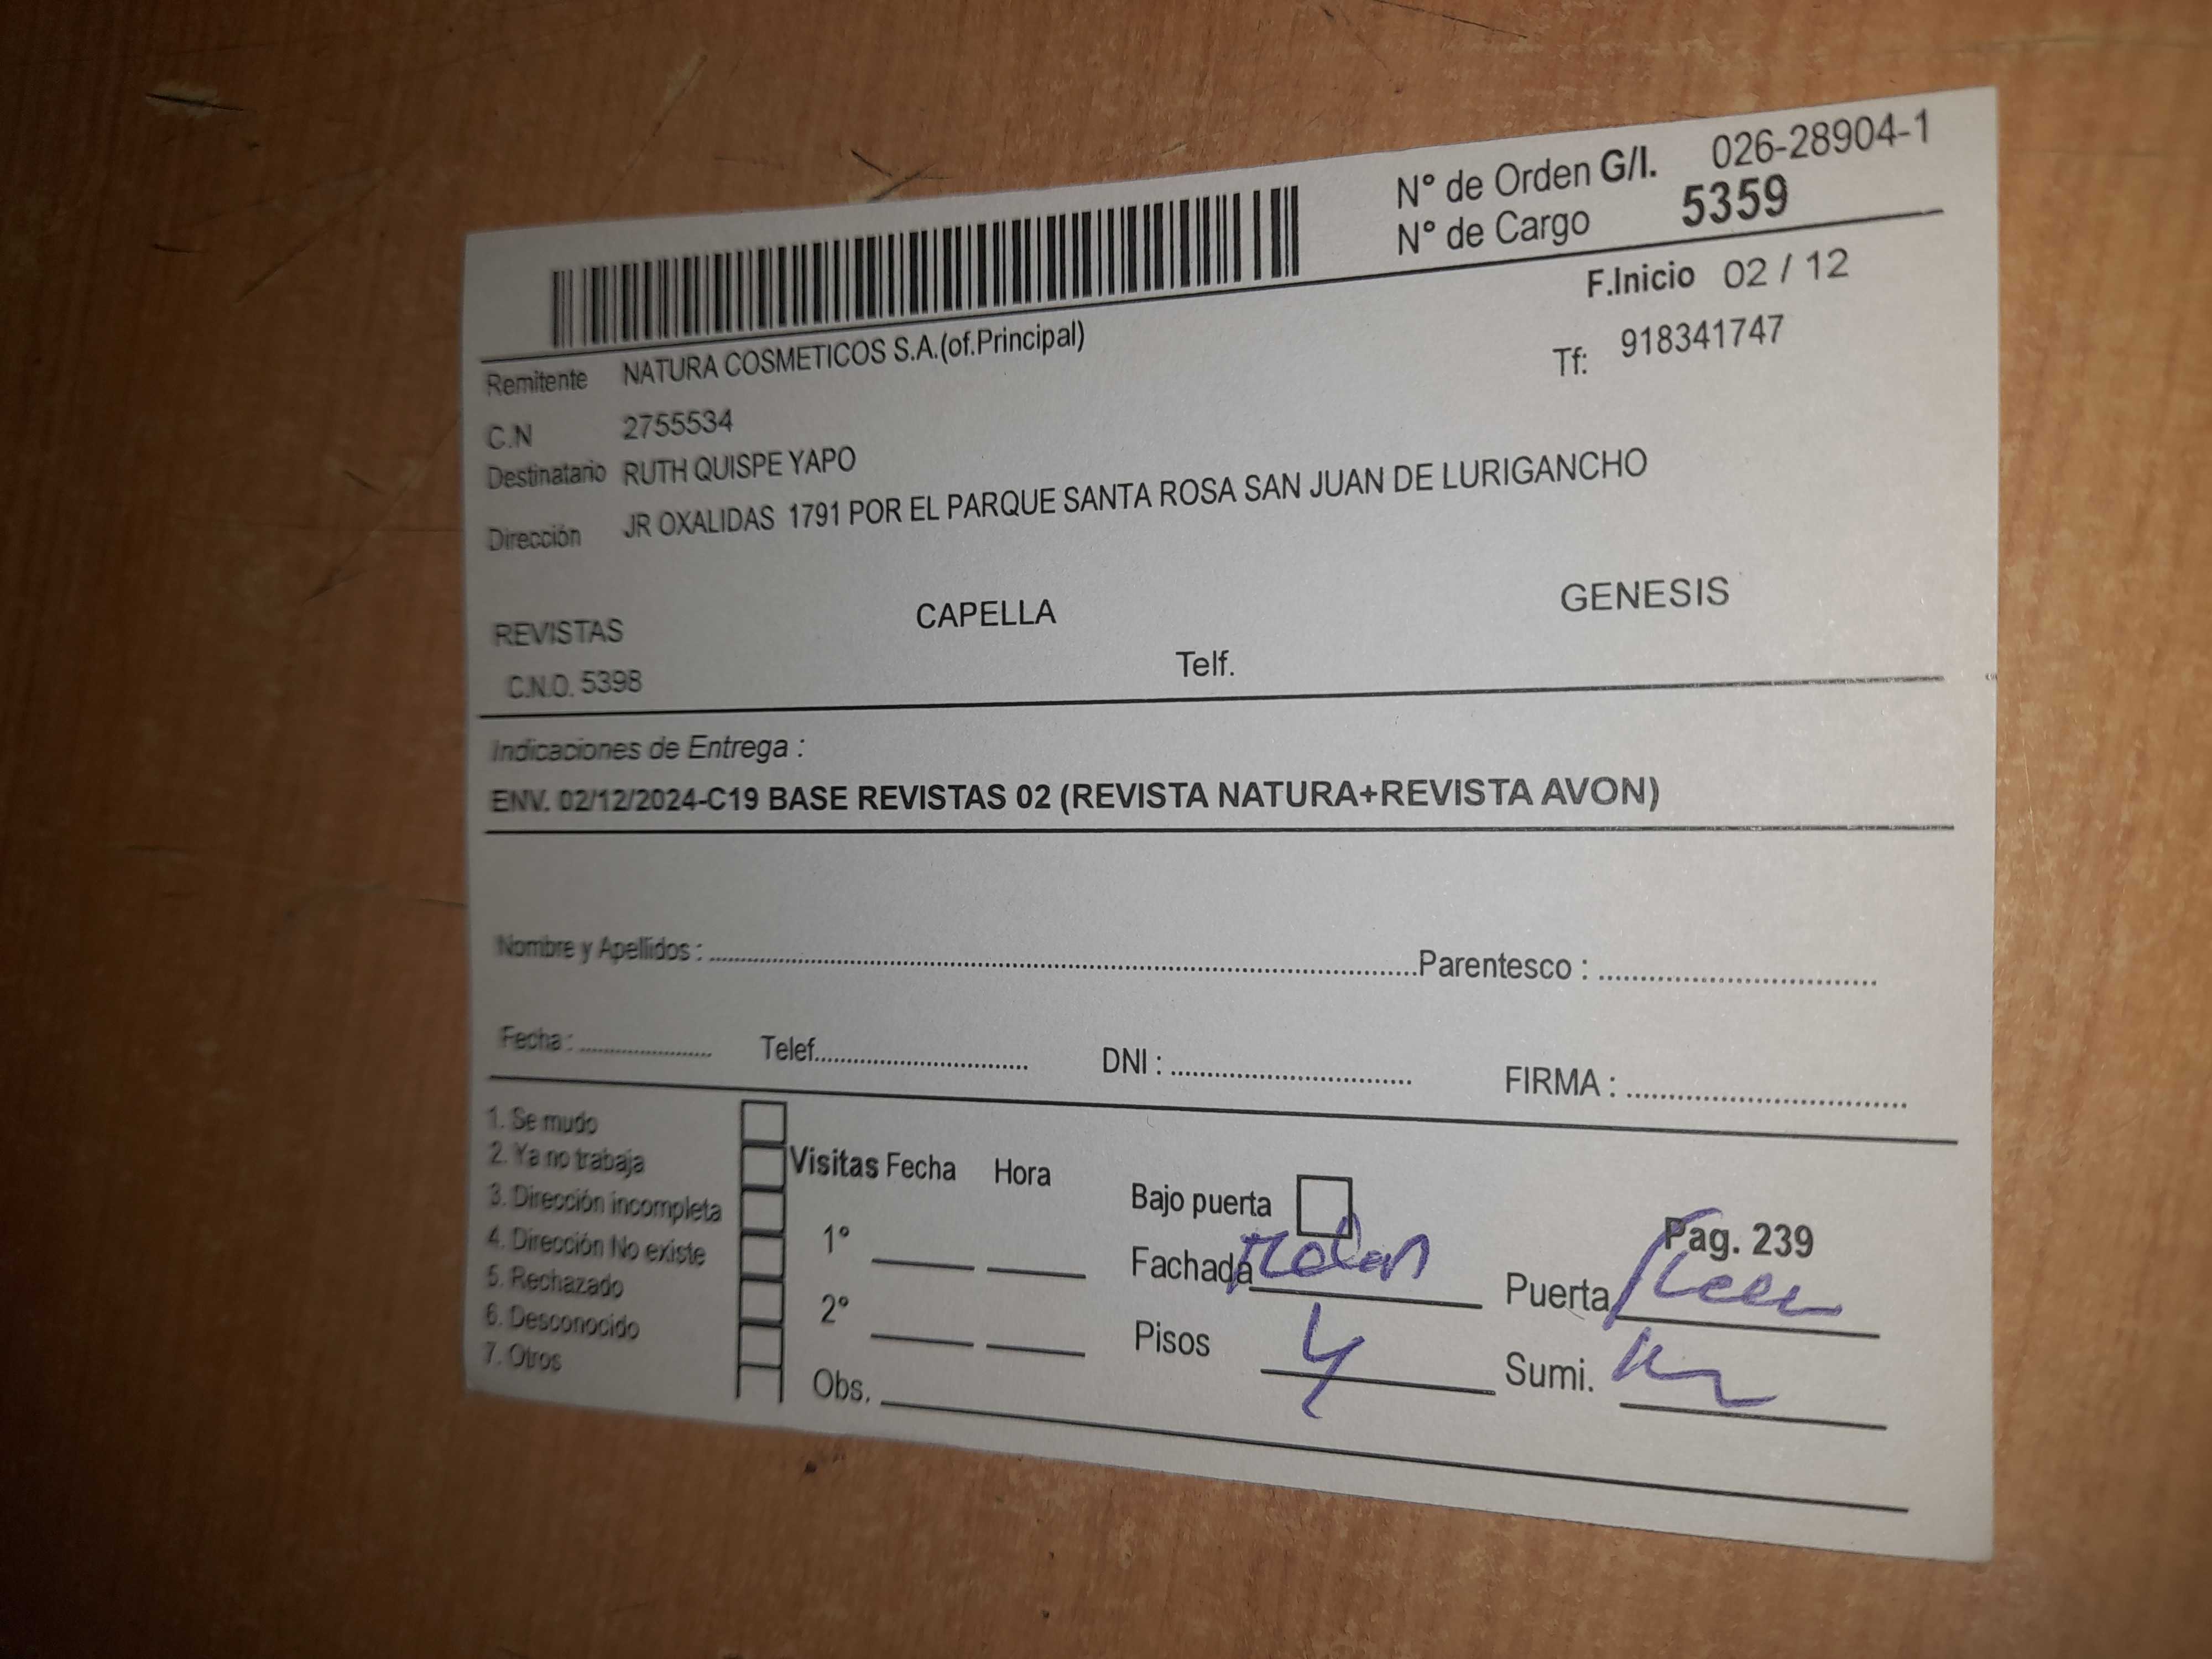 N° de Orden G/I. 026-28904-1
N° de Cargo 5359
F.Inicio 02 / 12
Remitente NATURA COSMETICOS S.A.(of.Principal)
Tf: 918341747
C.N 2755534
Destinatario RUTH QUISPE YAPO
Dirección JR OXALIDAS 1791 POR EL PARQUE SANTA ROSA SAN JUAN DE LURIGANCHO
REVISTAS CAPELLA GENESIS
C.N.O. 5398 Telf.
Indicaciones de Entrega :
ENV. 02/12/2024-C19 BASE REVISTAS 02 (REVISTA NATURA+REVISTA AVON)
Nombre y Apellidos : Parentesco :
Fecha : Telef. DNI : FIRMA :
1. Se mudo
2. Ya no trabaja
3. Dirección incompleta
4. Dirección No existe
5. Rechazado
6. Desconocido
7. Otros
Visitas Fecha Hora
1°
2°
Obs.
Bajo puerta
Pag. 239
Fachada
Puerta
Pisos 4
Sumi.